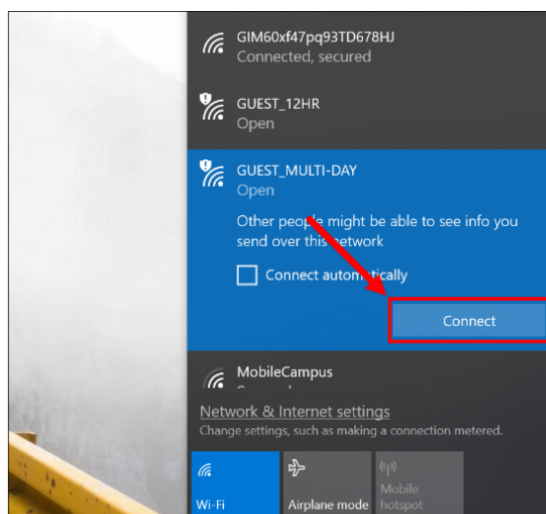 GIM60xf47pq93TD678HJ
Connected, secured
GUEST_12HR
Open
GUEST_MULTI-DAY
Open
Other people might be able to see info you
send over this network
Connect automatically
Connect
MobileCampus
Network & Internet settings
Change settings, such as making a connection metered.
Wi-Fi
Airplane mode
Mobile
hotspot